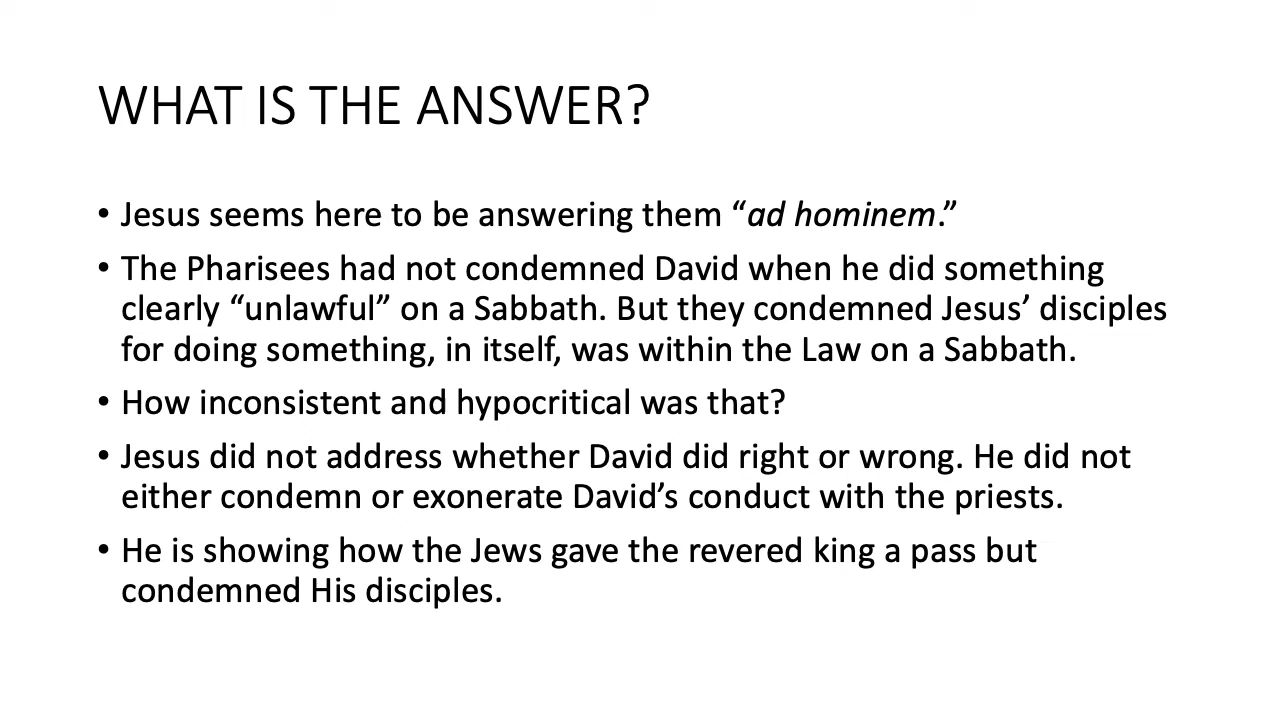 WHAT IS THE ANSWER?
• Jesus seems here to be answering them “ad hominem.”
• The Pharisees had not condemned David when he did something
clearly “unlawful” on a Sabbath. But they condemned Jesus’ disciples
for doing something, in itself, was within the Law on a Sabbath.
• How inconsistent and hypocritical was that?
• Jesus did not address whether David did right or wrong. He did not
either condemn or exonerate David’s conduct with the priests.
• He is showing how the Jews gave the revered king a pass but
condemned His disciples.